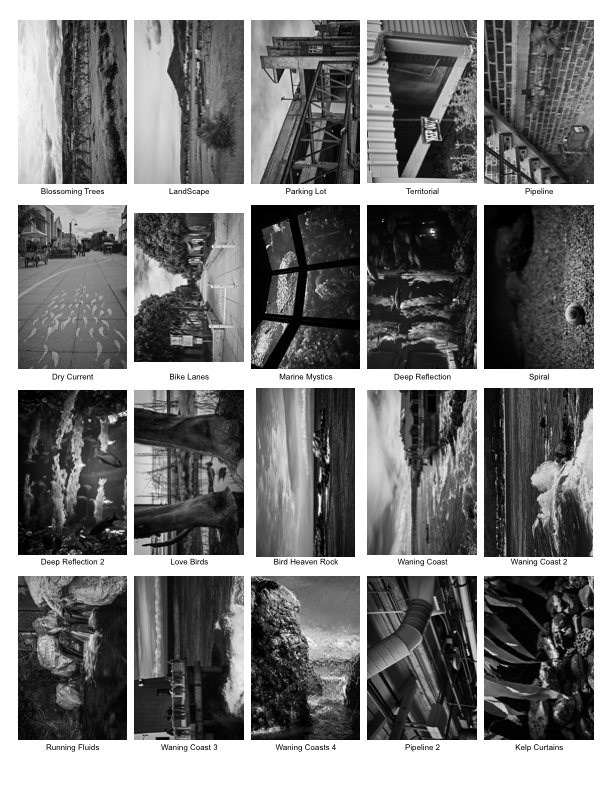 Blossoming Trees
LandScape
Parking Lot
Territorial
Pipeline
Dry Current
Bike Lanes
Marine Mystics
Deep Reflection
Spiral
Deep Reflection 2
Love Birds
Bird Heaven Rock
Waning Coast
Waning Coast 2
Running Fluids
Waning Coast 3
Waning Coasts 4
Pipeline 2
Kelp Curtains